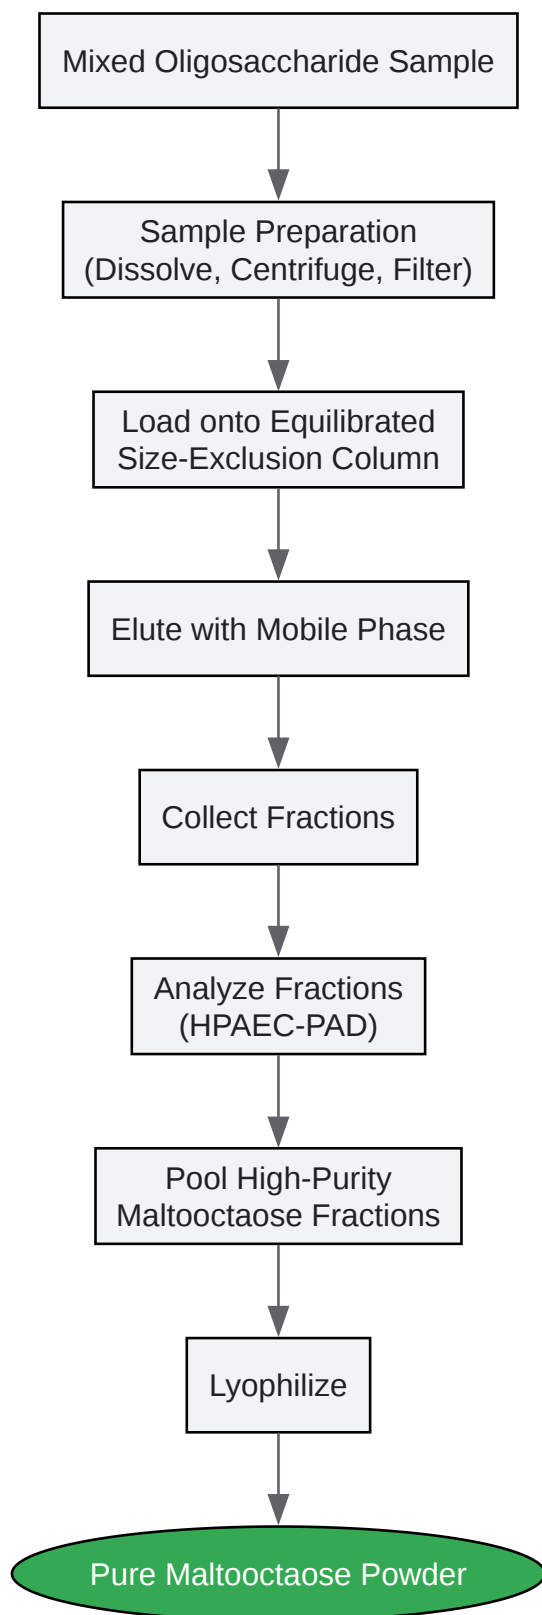 Mixed Oligosaccharide Sample
Sample Preparation
(Dissolve, Centrifuge, Filter)
Load onto Equilibrated
Size-Exclusion Column
Elute with Mobile Phase
Collect Fractions
Analyze Fractions
(HPAEC-PAD)
Pool High-Purity
Maltooctaose Fractions
Lyophilize
Pure Maltooctaose Powder